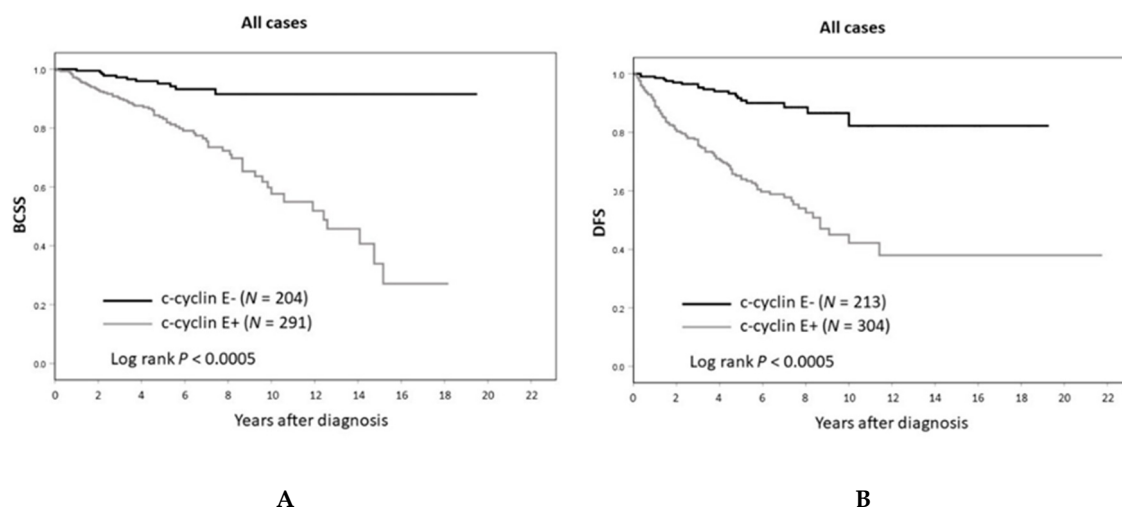 All cases
BCSS
1.0
0.8
0.6
0.4
0.2
0.0
c-cyclin E- (N = 204)
c-cyclin E+ (N = 291)
Log rank P < 0.0005
0 2 4 6 8 10 12 14 16 18 20 22
Years after diagnosis
A
All cases
DFS
1.0
0.8
0.4
0.2
0.0
c-cyclin E- (N = 213)
c-cyclin E+ (N = 304)
Log rank P < 0.0005
0 2 4 6 8 10 12 14 16 18 20 22
Years after diagnosis
B